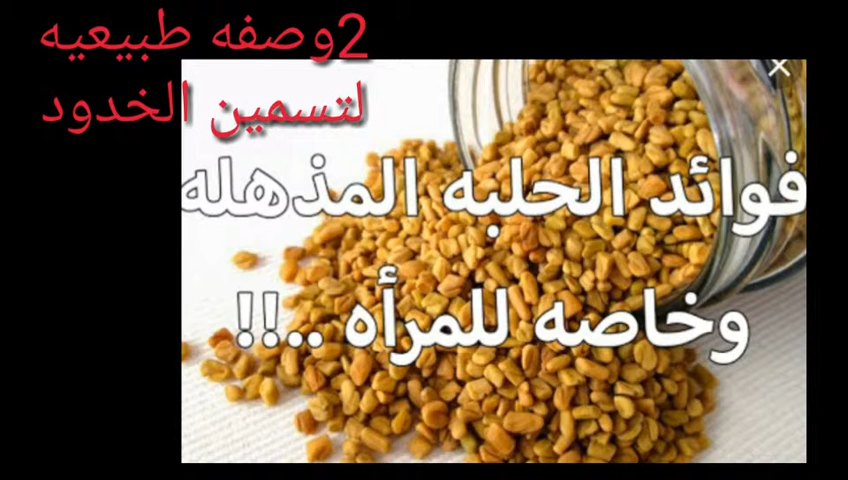 2وصفه طبيعيه
لتسمين الخدود
فوائد الحلبه المذهله
وخاصه للمرأه ..!!